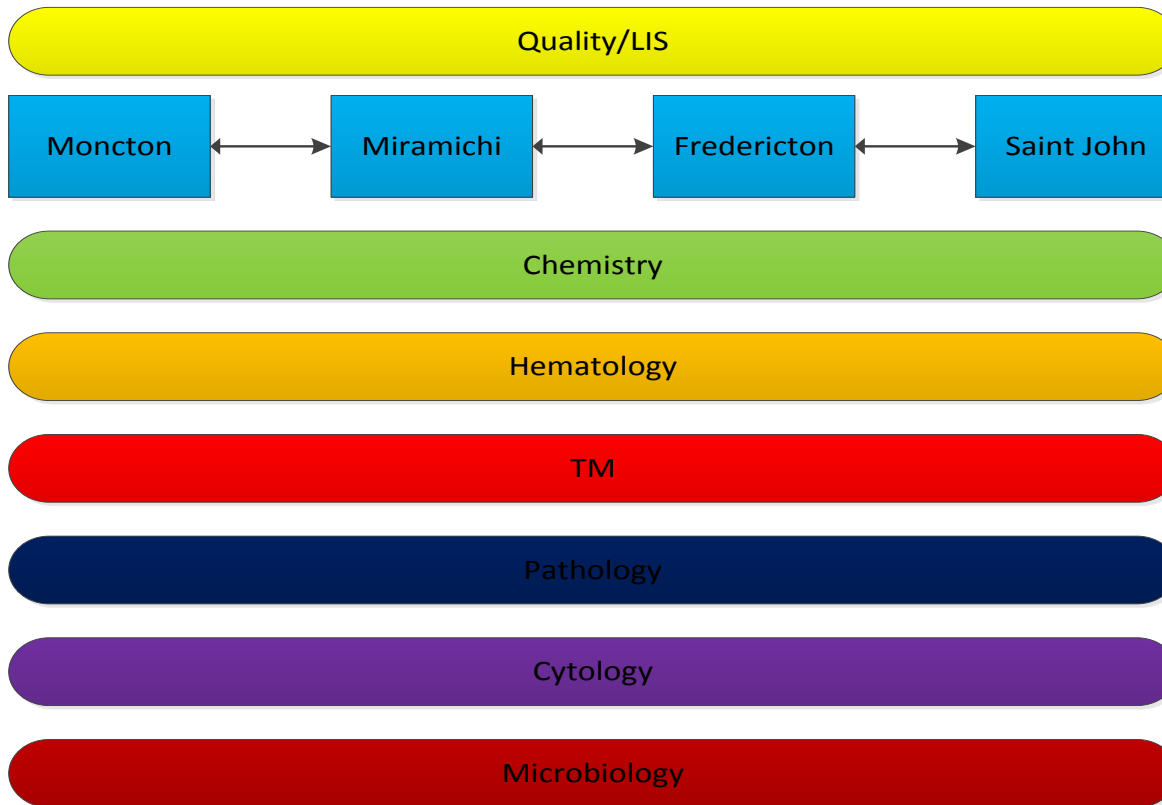 Quality/LIS
Moncton Miramichi Fredericton Saint John
Chemistry
Hematology
TM
Pathology
Cytology
Microbiology